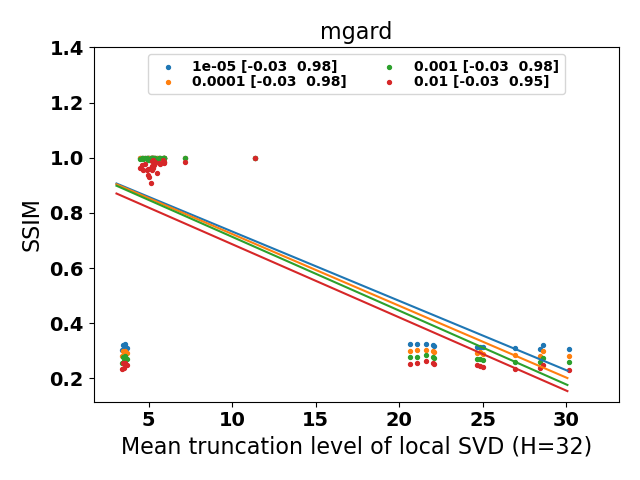 mgard
1e-05 [-0.03  0.98]
0.0001 [-0.03  0.98]
0.001 [-0.03  0.98]
0.01 [-0.03  0.95]
SSIM
1.4
1.2
1.0
0.8
0.6
0.4
0.2
5 10 15 20 25 30
Mean truncation level of local SVD (H=32)